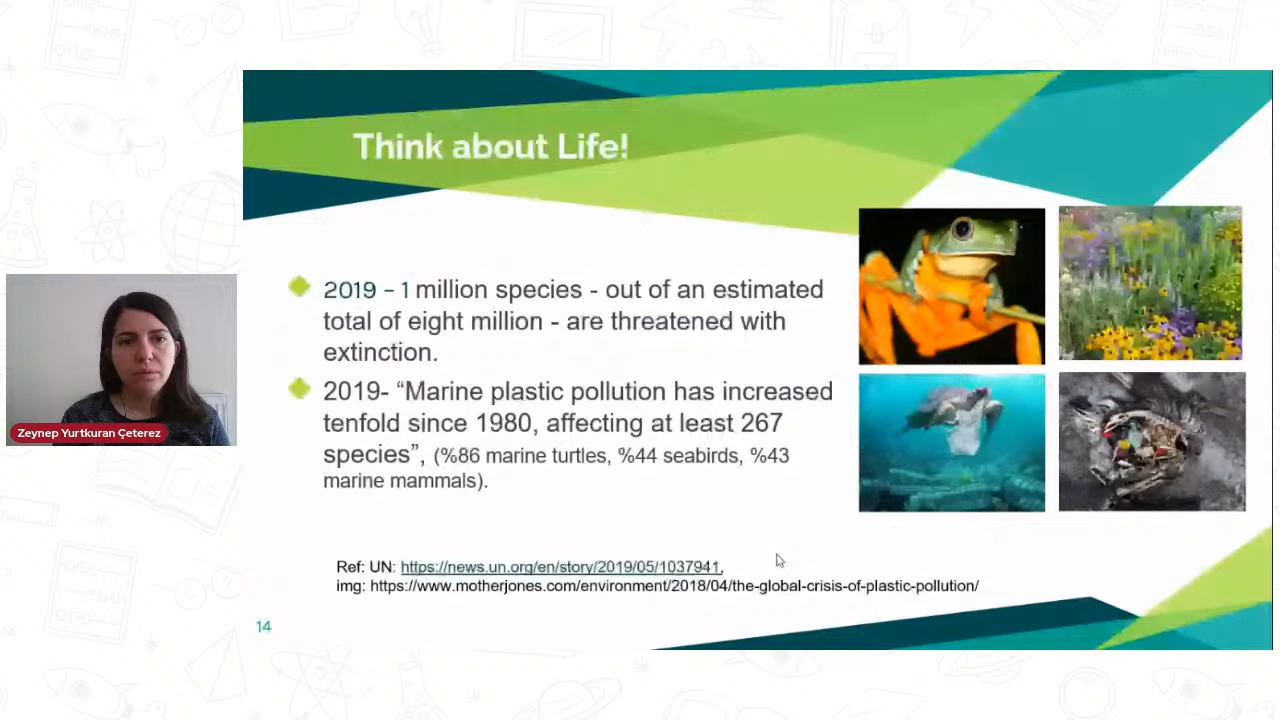 Think about Life!
2019 – 1 million species - out of an estimated
total of eight million - are threatened with
extinction.
2019- “Marine plastic pollution has increased
tenfold since 1980, affecting at least 267
species”, (%86 marine turtles, %44 seabirds, %43
marine mammals).
Zeynep Yurtkuran Çeterez
Ref: UN: https://news.un.org/en/story/2019/05/1037941,
img: https://www.motherjones.com/environment/2018/04/the-global-crisis-of-plastic-pollution/
14